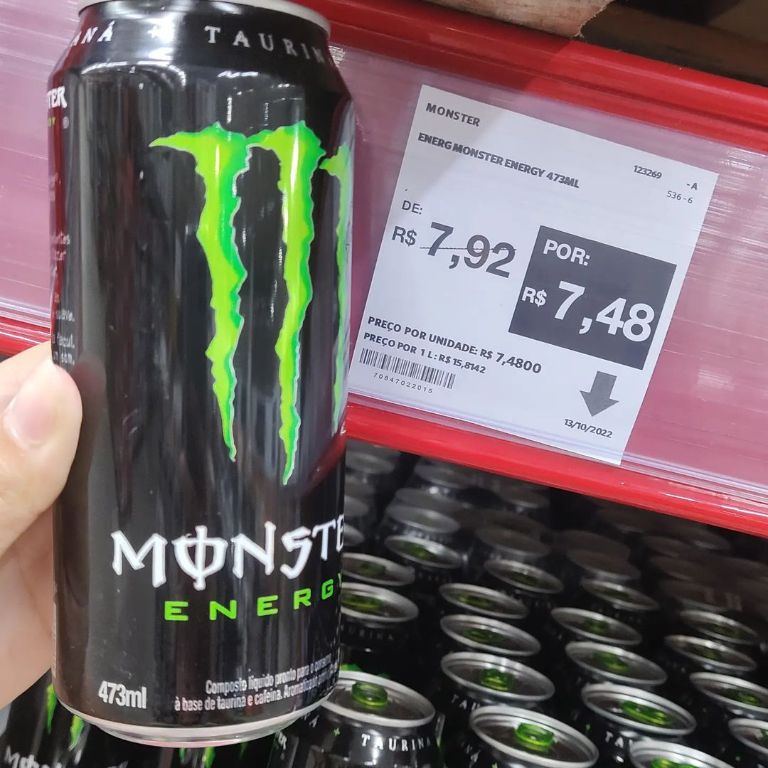 ANÁ + TAURINA
MONSTER
ENERGY
473ml
Composto líquido pronto para o consumo
à base de taurina e cafeína. Aromatizado
MONSTER
ENERG MONSTER ENERGY 473ML
123269 -A
536-6
DE:
R$ 7,92
POR:
R$ 7,48
PREÇO POR UNIDADE: R$ 7,4800
PREÇO POR 1 L: R$ 15,8142
70847022015
13/10/2022
TAURINA